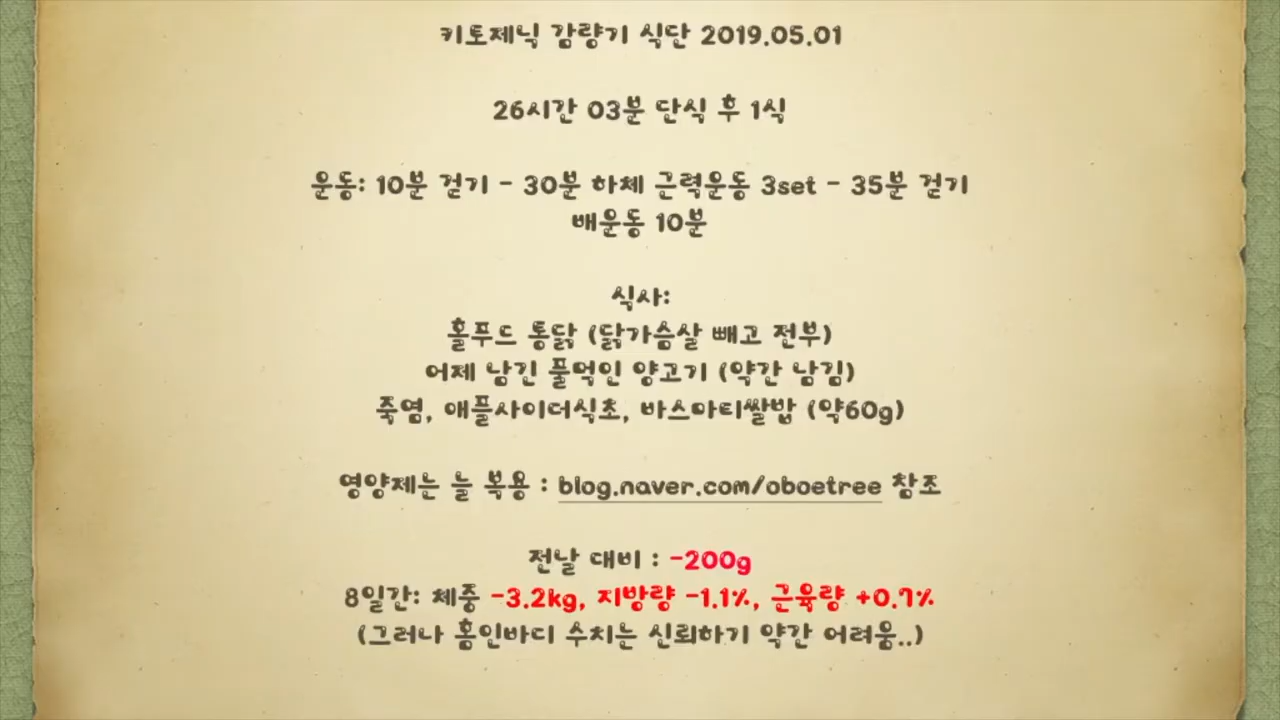 키토제닉 감량기 식단 2019.05.01
26시간 03분 단식 후 1식
운동: 10분 걷기 - 30분 하체 근력운동 3set - 35분 걷기
배운동 10분
식사:
홀푸드 통닭 (닭가슴살 빼고 전부)
어제 남긴 풀먹인 양고기 (약간 남김)
죽염, 애플사이더식초, 바스마티쌀밥 (약60g)
영양제는 늘 복용 : blog.naver.com/oboetree 참조
전날 대비 : -200g
8일간: 체중 -3.2kg, 지방량 -1.1%, 근육량 +0.7%
(그러나 홈인바디 수치는 신뢰하기 약간 어려움..)